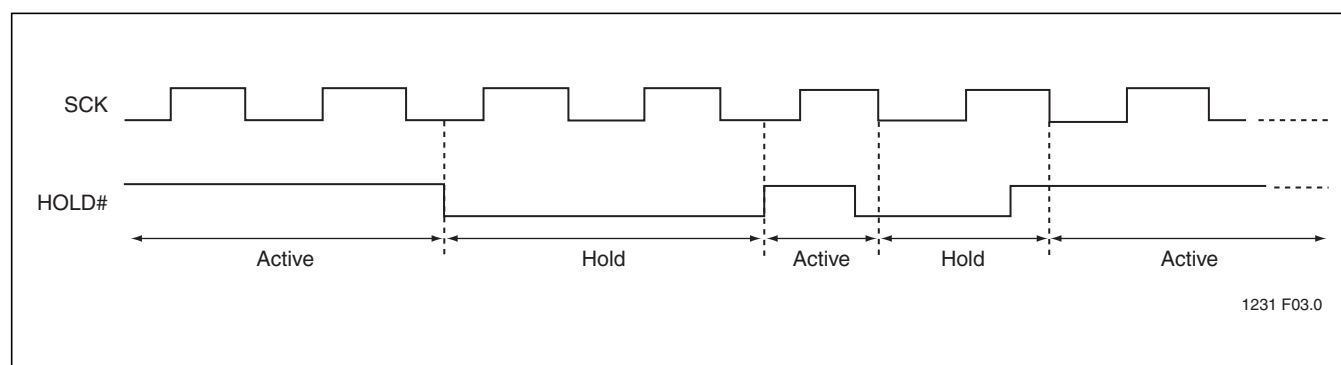 SCK
HOLD#
Active Hold Active Hold Active
1231 F03.0